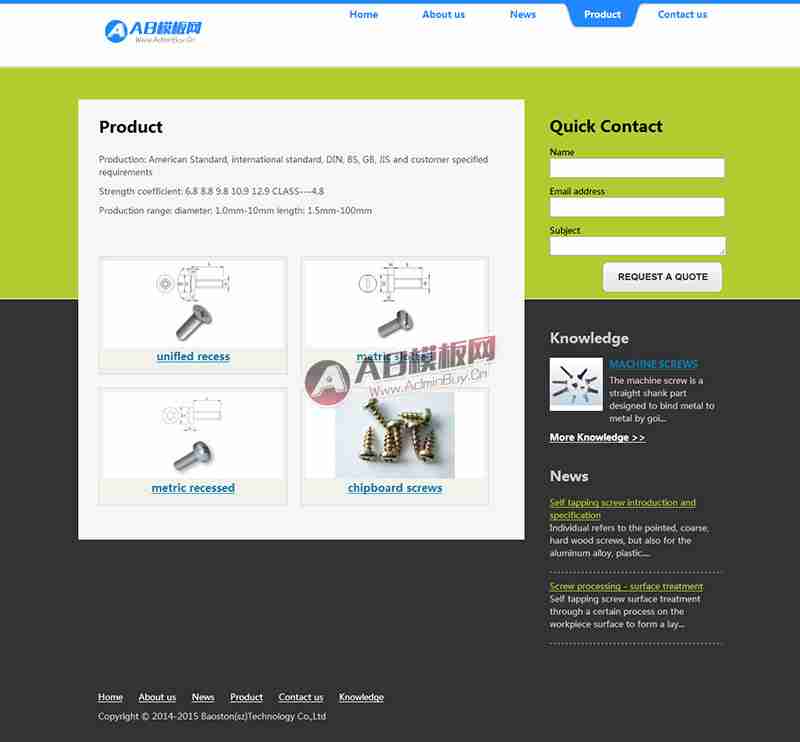 Home About us News Product Contact us
AB模板网
Www.AdminBuy.Cn
Product
Production: American Standard, international standard, DIN, BS, GB, JIS and customer specified
requirements
Strength coefficient: 6.8 8.8 9.8 10.9 12.9 CLASS---4.8
Production range: diameter: 1.0mm-10mm length: 1.5mm-100mm
unifled recess
metric slotted
metric recessed
chipboard screws
AB模板网
Www.AdminBuy.Cn
Quick Contact
Name
Email address
Subject
REQUEST A QUOTE
Knowledge
MACHINE SCREWS
The machine screw is a
straight shank part
designed to bind metal to
metal by goi...
More Knowledge >>
News
Self tapping screw introduction and
specification
Individual refers to the pointed, coarse,
hard wood screws, but also for the
aluminum alloy, plastic....
Screw processing - surface treatment
Self tapping screw surface treatment
through a certain process on the
workpiece surface to form a lay...
Home About us News Product Contact us Knowledge
Copyright © 2014-2015 Baoston(sz)Technology Co,.Ltd